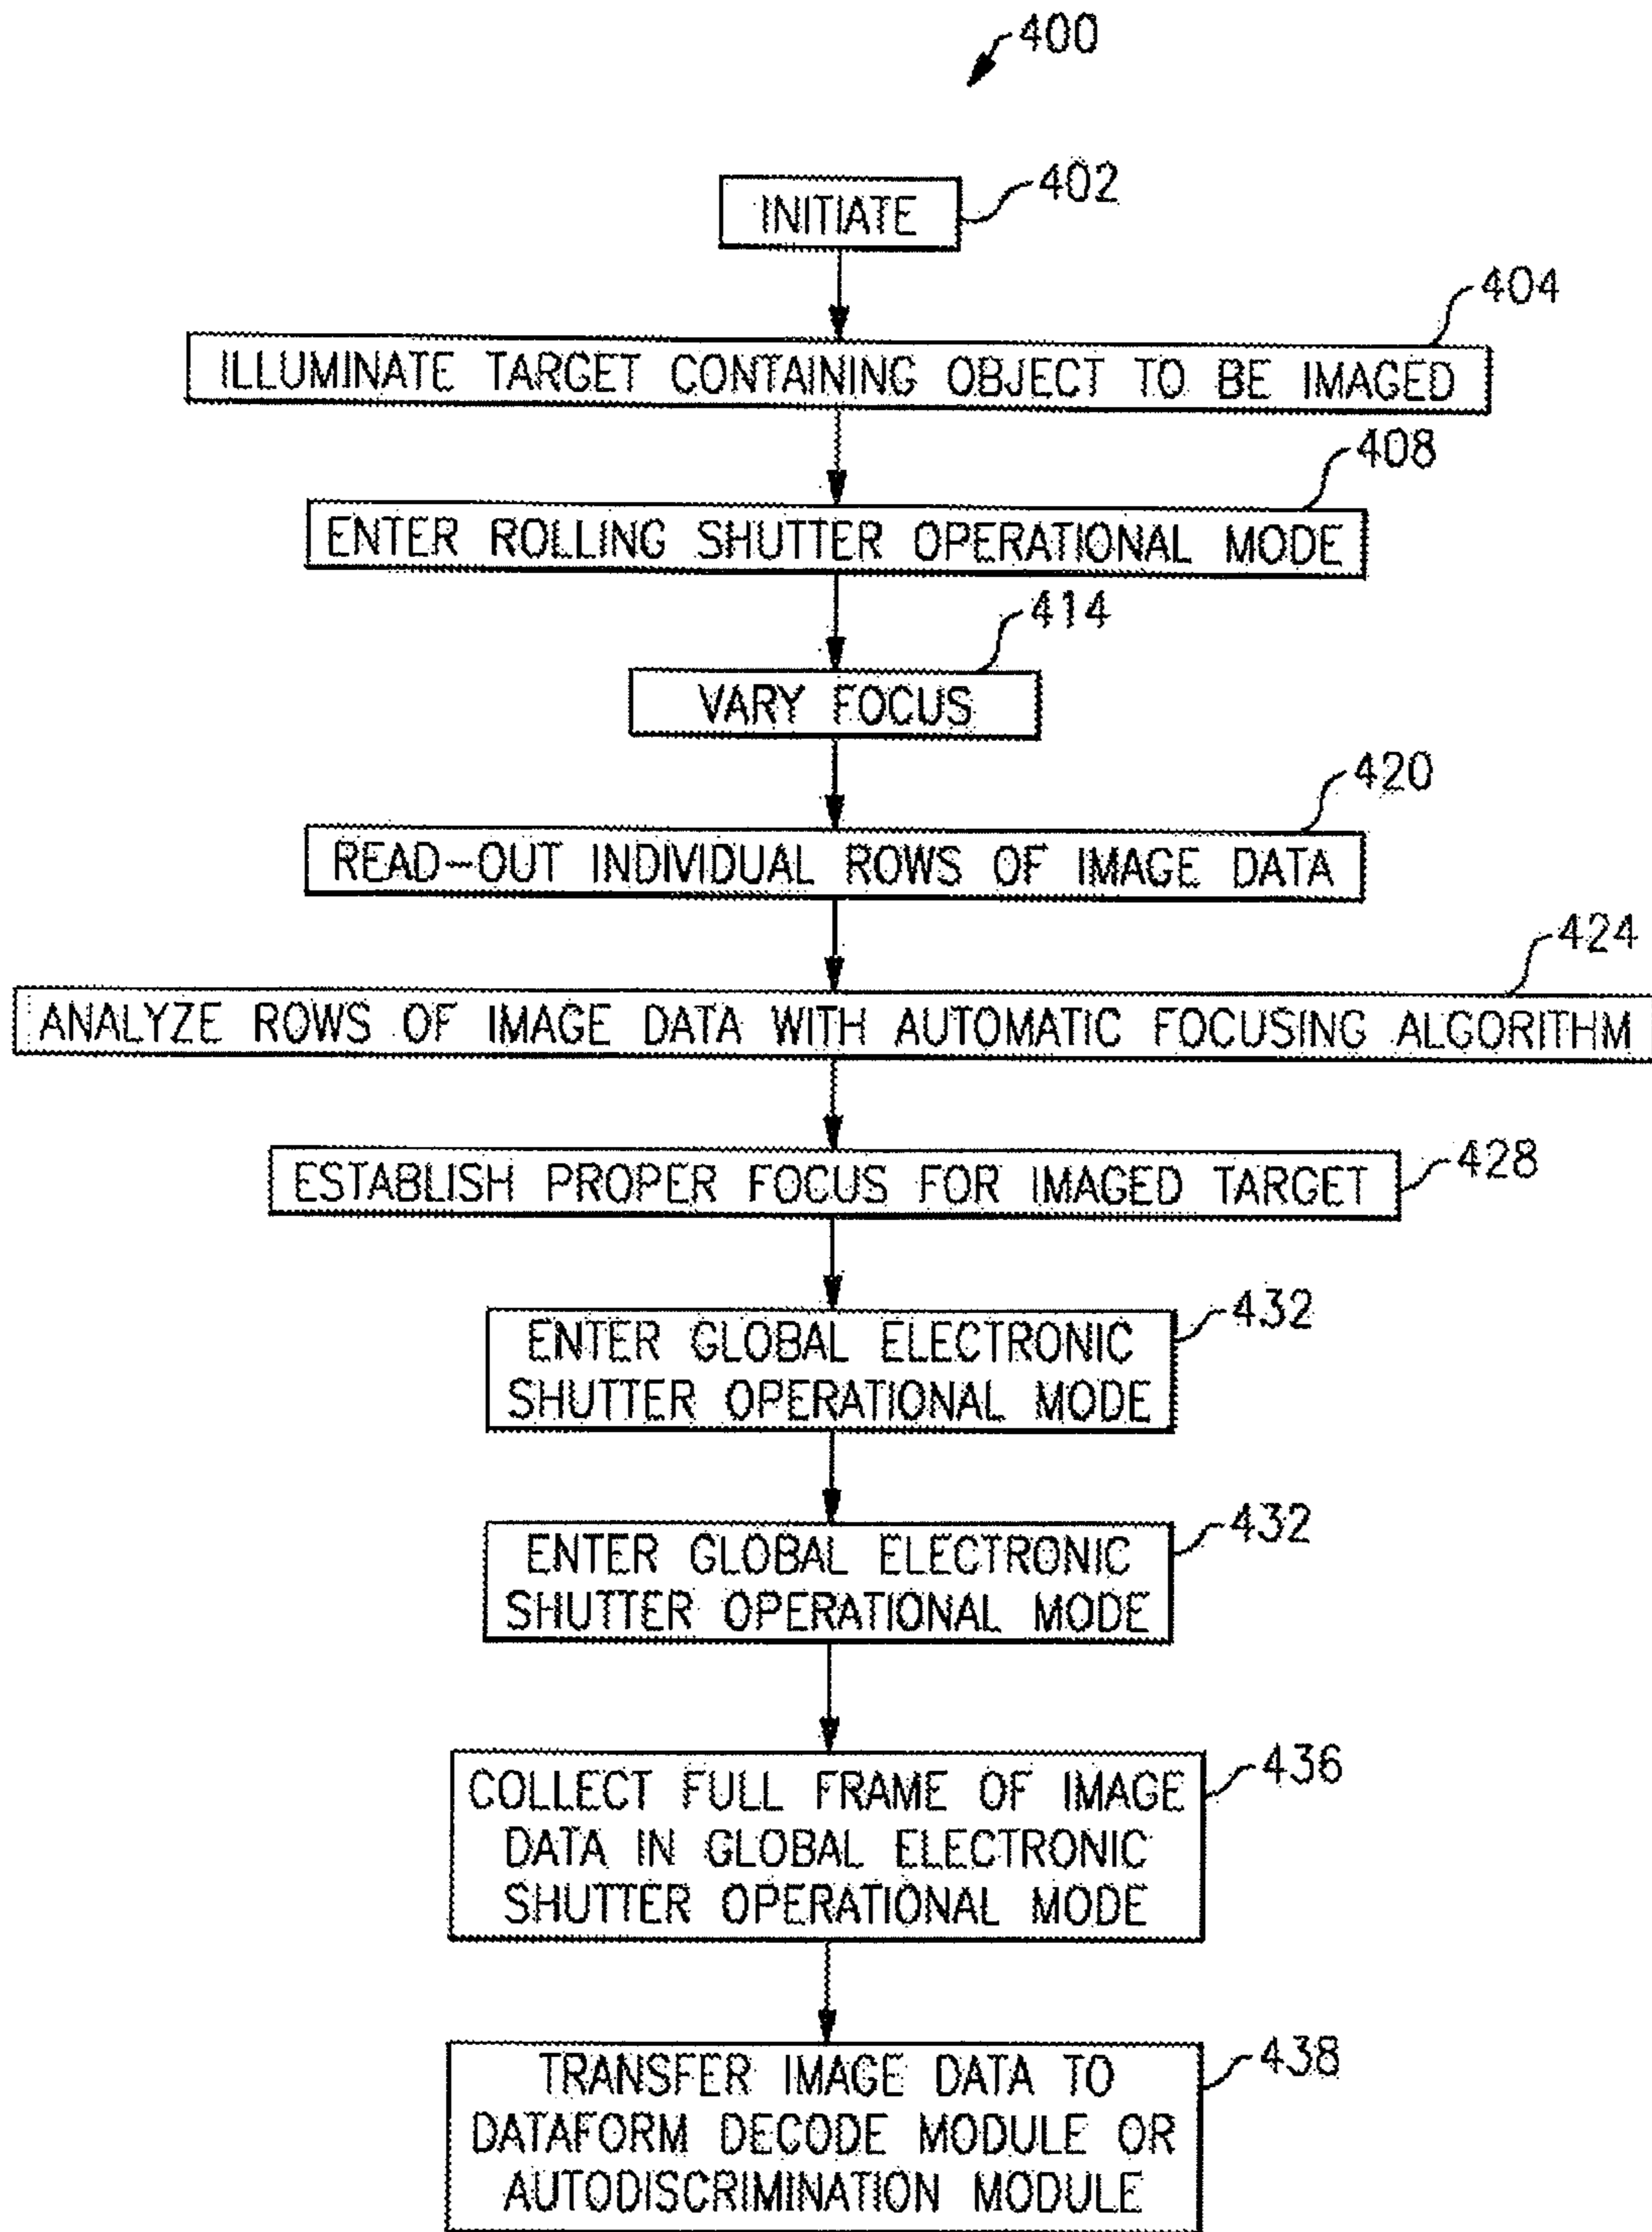 400
INITIATE
402
404
ILLUMINATE TARGET CONTAINING OBJECT TO BE IMAGED
408
ENTER ROLLING SHUTTER OPERATIONAL MODE
414
VARY FOCUS
420
READ-OUT INDIVIDUAL ROWS OF IMAGE DATA
424
ANALYZE ROWS OF IMAGE DATA WITH AUTOMATIC FOCUSING ALGORITHM
ESTABLISH PROPER FOCUS FOR IMAGED TARGET
428
ENTER GLOBAL ELECTRONIC
SHUTTER OPERATIONAL MODE
432
ENTER GLOBAL ELECTRONIC
SHUTTER OPERATIONAL MODE
432
COLLECT FULL FRAME OF IMAGE
DATA IN GLOBAL ELECTRONIC
SHUTTER OPERATIONAL MODE
436
TRANSFER IMAGE DATA TO
DATAFORM DECODE MODULE OR
AUTODISCRIMINATION MODULE
438